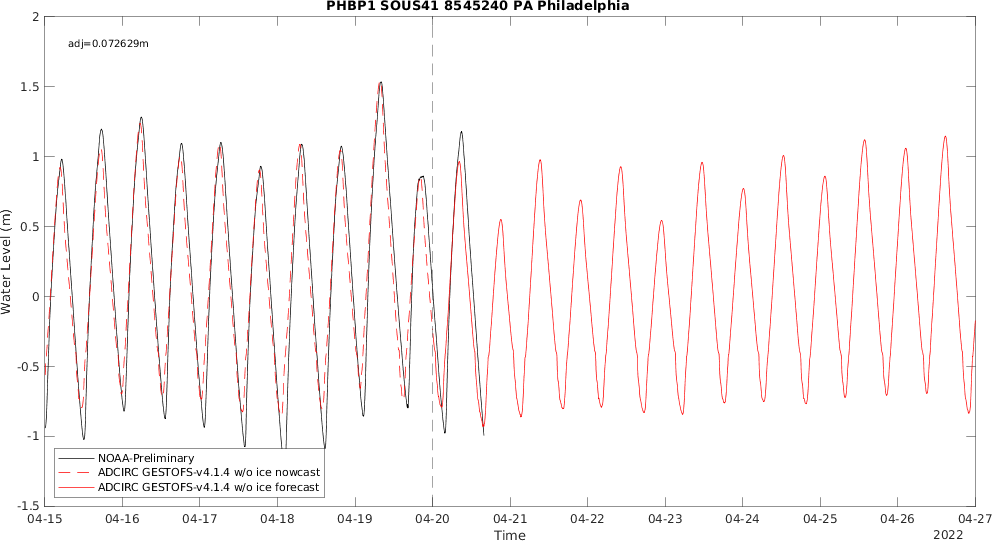 PHBP1 SOUS41 8545240 PA Philadelphia
adj=0.072629m
2
1.5
1
0.5
0
-0.5
-1
-1.5
Water Level (m)
NOAA-Preliminary
ADCIRC GESTOFS-v4.1.4 w/o ice nowcast
ADCIRC GESTOFS-v4.1.4 w/o ice forecast
04-15 04-16 04-17 04-18 04-19 04-20 04-21 04-22 04-23 04-24 04-25 04-26 04-27
Time
2022